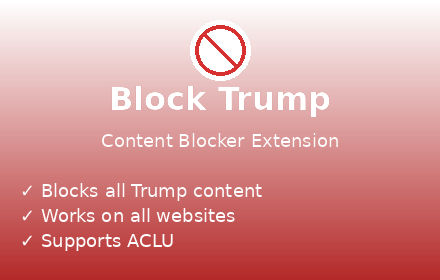 Block Trump
Content Blocker Extension
✓ Blocks all Trump content
✓ Works on all websites
✓ Supports ACLU